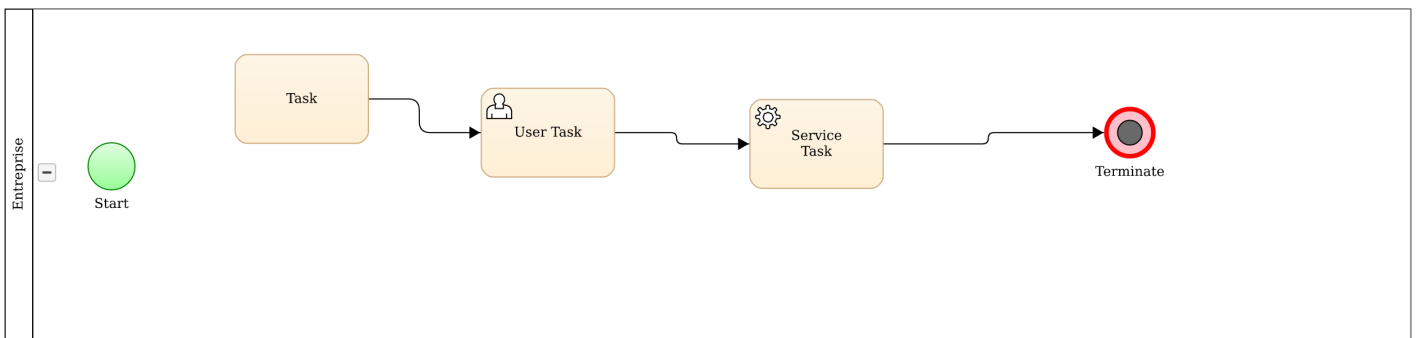 Entreprise
Start
Task
User Task
Service
Task
Terminate